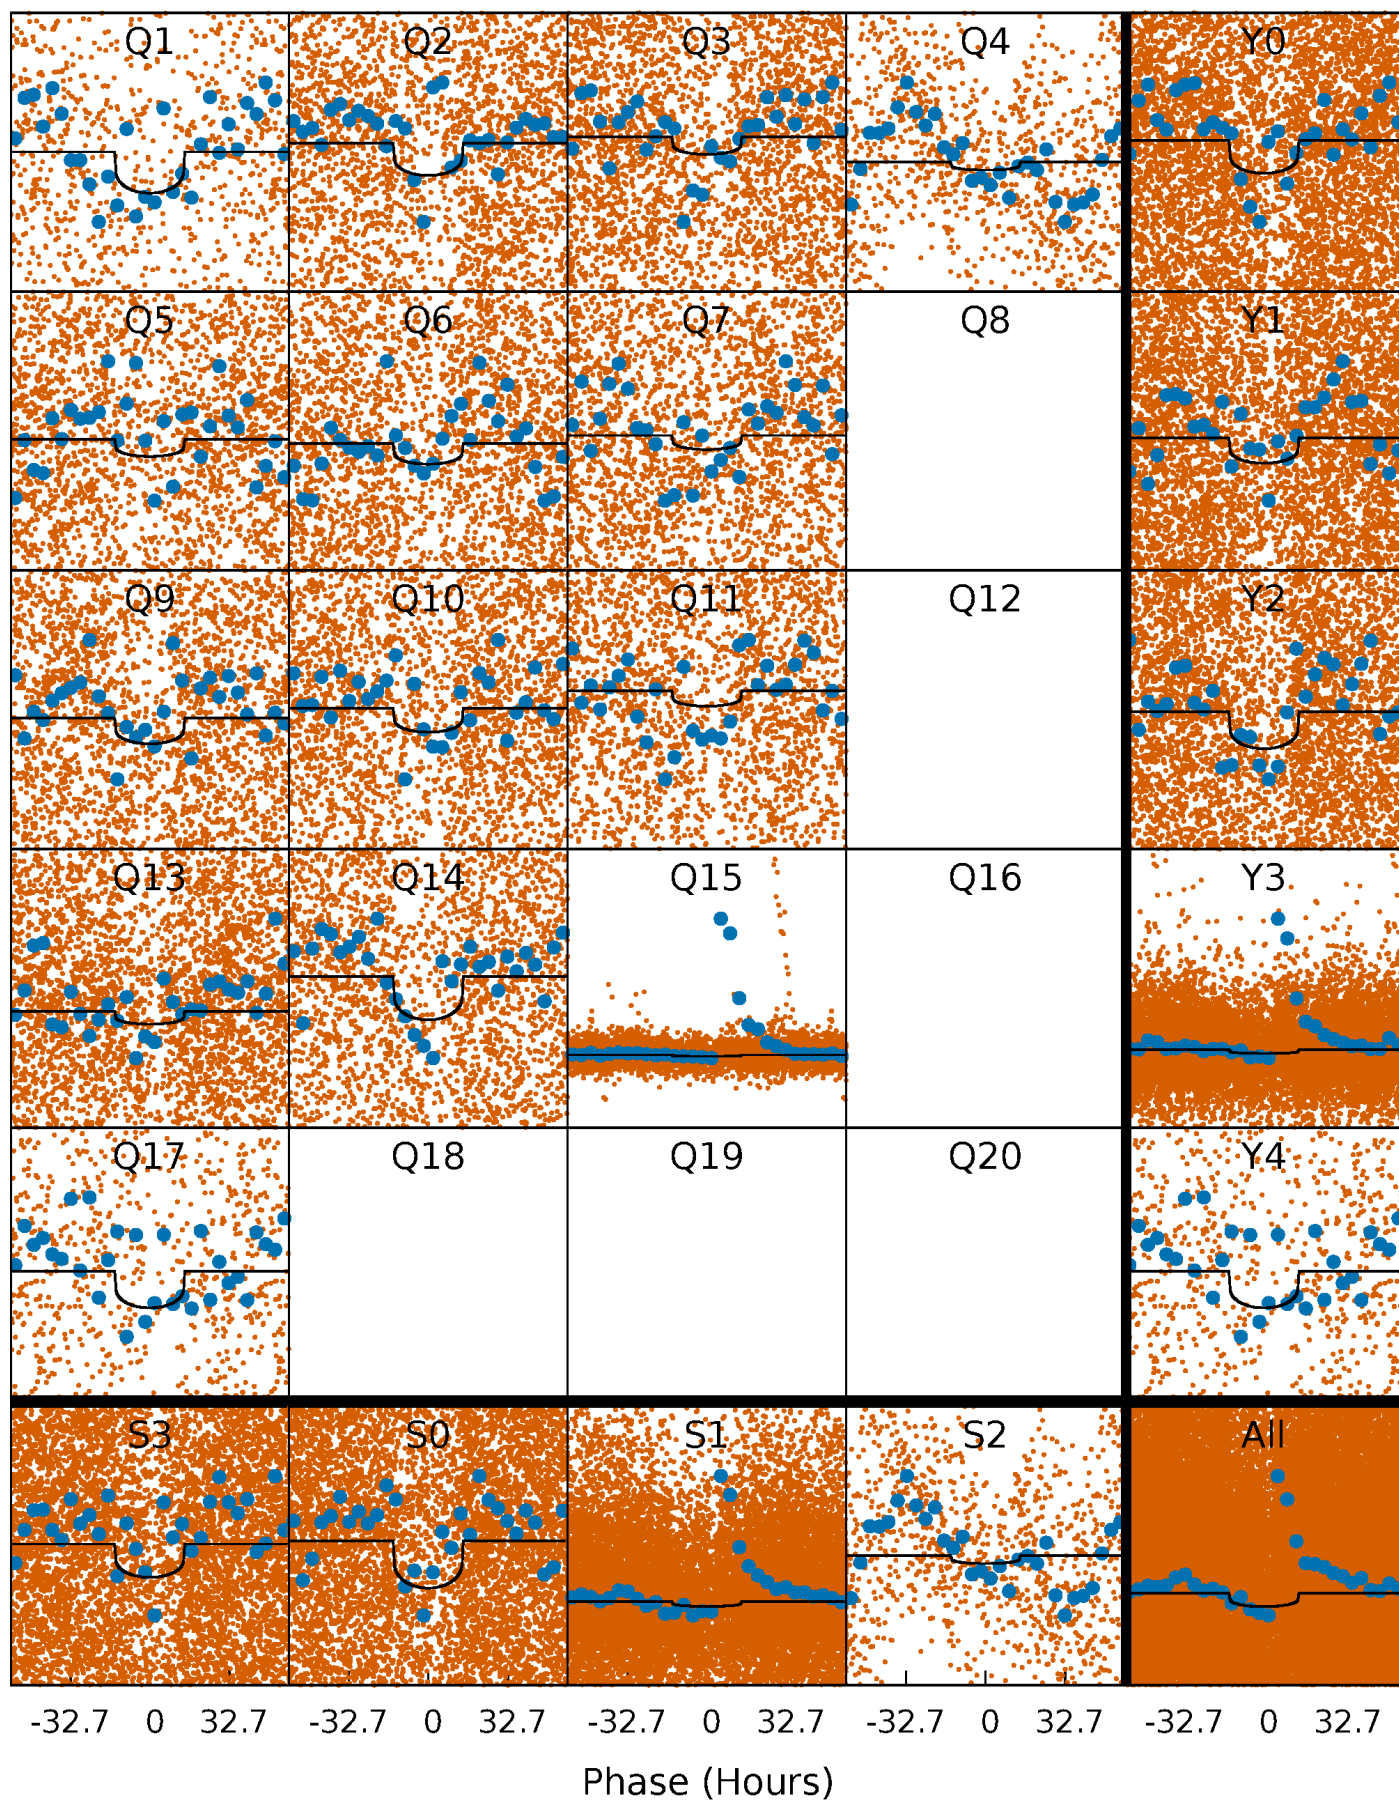 Q1 Q2 Q3 Q4 Y0
Q5 Q6 Q7 Q8 Y1
Q9 Q10 Q11 Q12 Y2
Q13 Q14 Q15 Q16 Y3
Q17 Q18 Q19 Q20 Y4
S3 S0 S1 S2 All
-32.7 0 32.7 -32.7 0 32.7 -32.7 0 32.7 -32.7 0 32.7 -32.7 0 32.7
Phase (Hours)